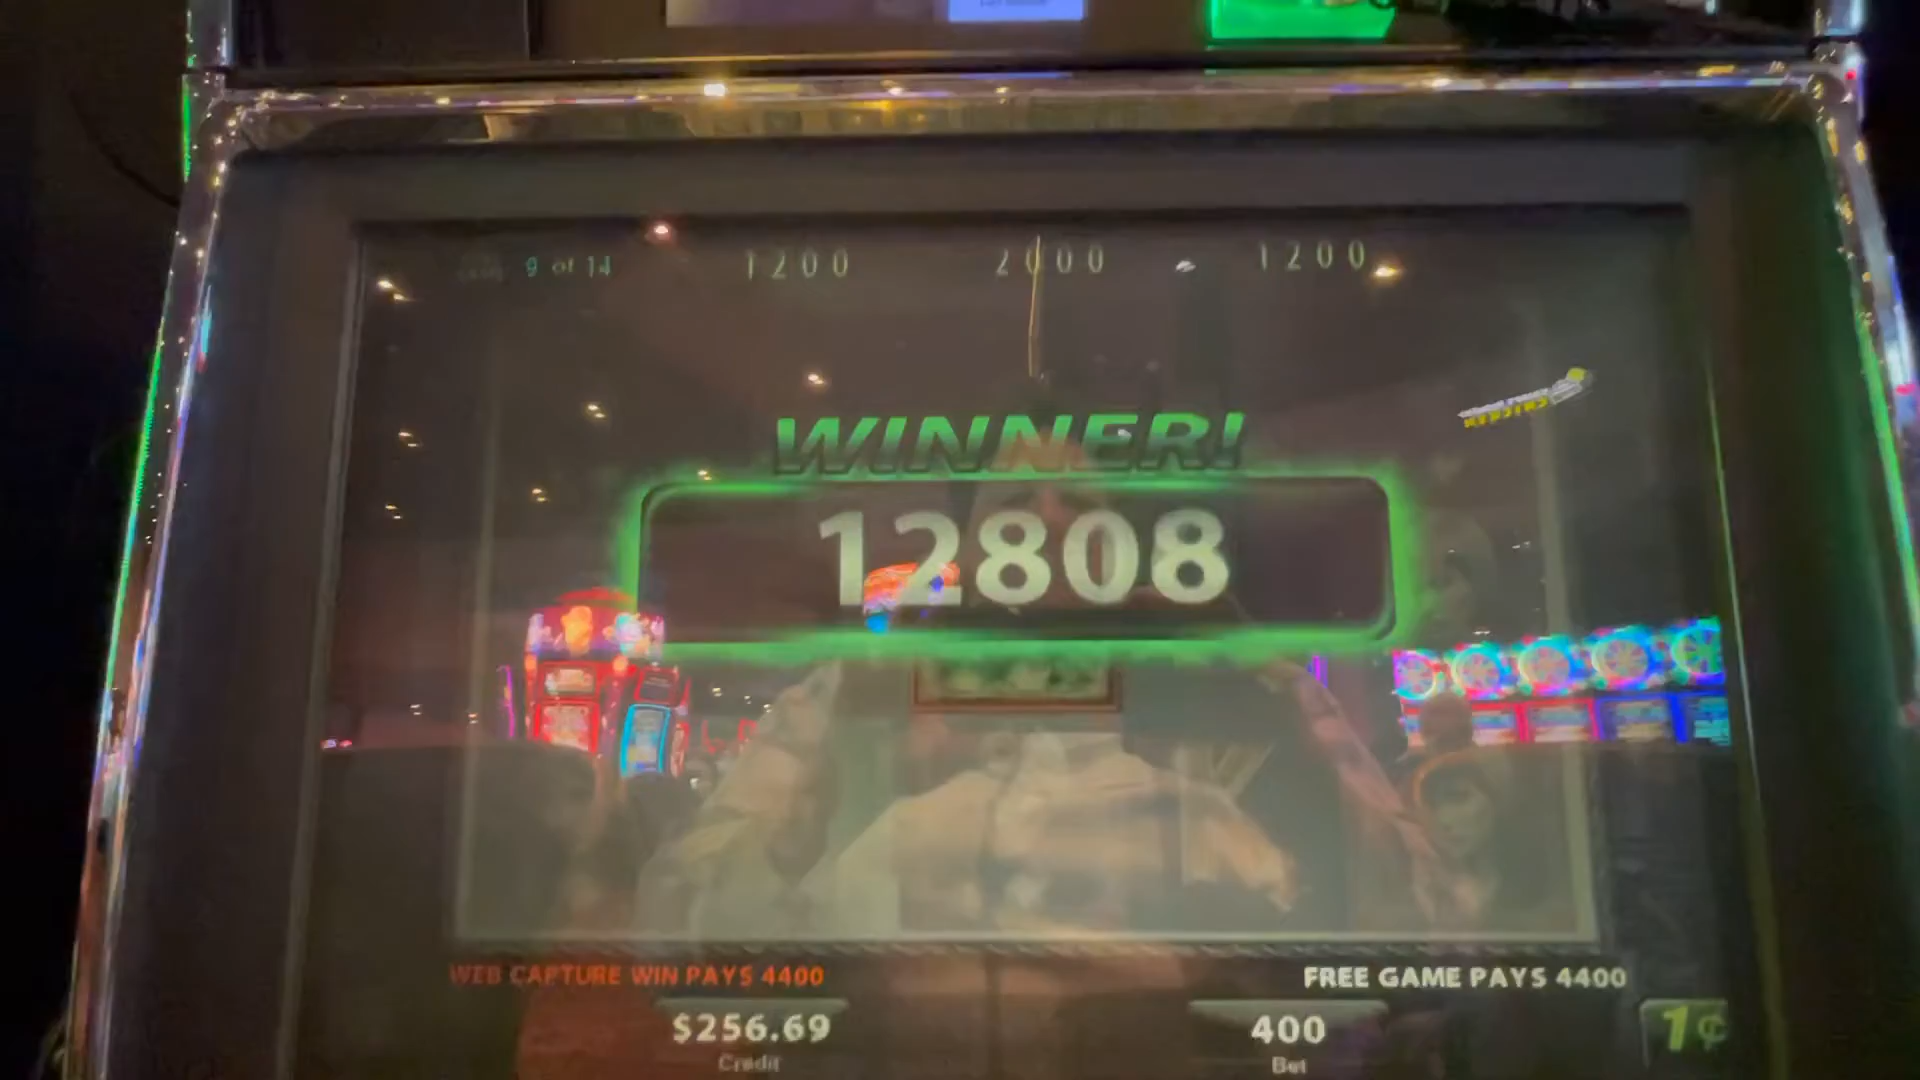 9 of 14
1200
2000
1200
WINNER!
12808
WEB CAPTURE WIN PAYS 4400
FREE GAME PAYS 4400
$256.69
Credit
400
Bet
1¢